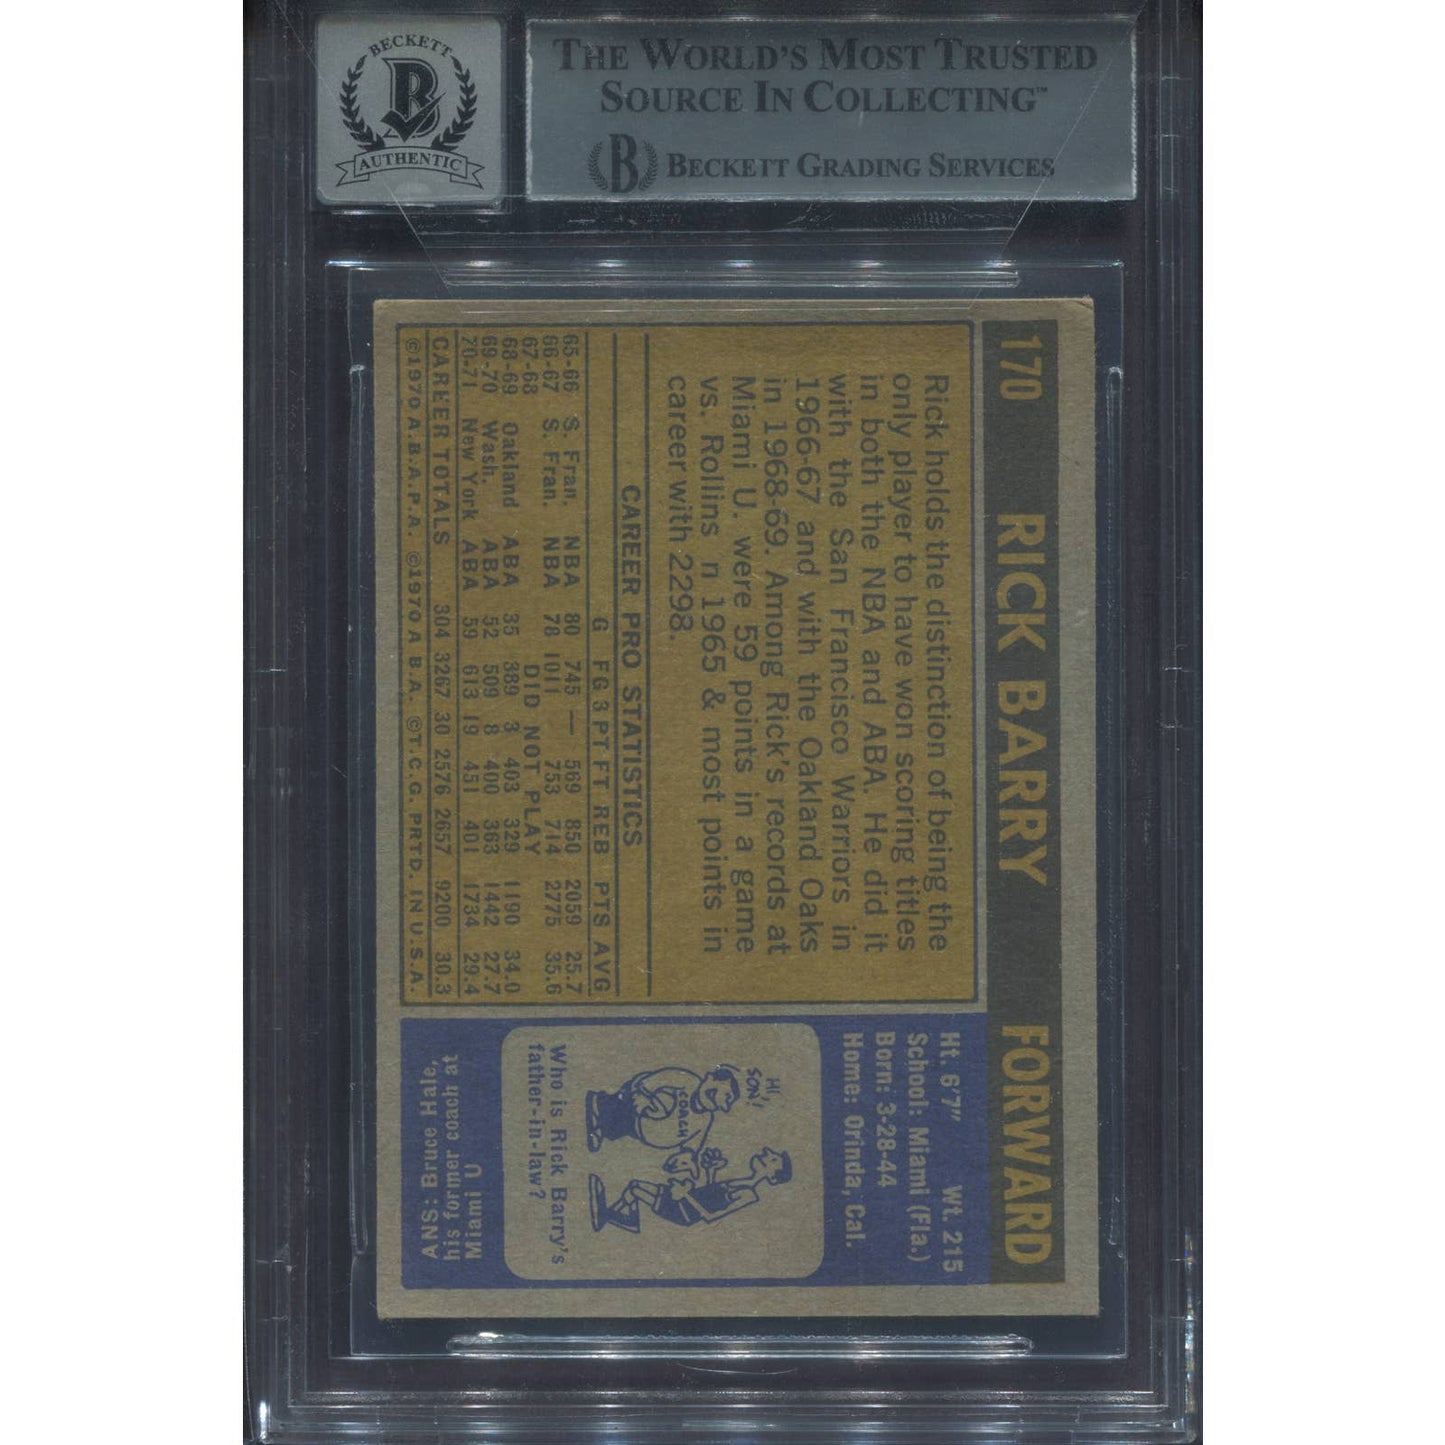 BECKETT
B
AUTHENTIC
THE WORLD'S MOST TRUSTED
SOURCE IN COLLECTING™
B BECKETT GRADING SERVICES
170 RICK BARRY FORWARD
Rick holds the distinction of being the
only player to have won scoring titles
in both the NBA and ABA. He did it
with the San Francisco Warriors in
1966-67 and with the Oakland Oaks
in 1968-69. Among Rick's records at
Miami U. were 59 points in a game
vs. Rollins n 1965 & most points in
career with 2298.
CAREER PRO STATISTICS
G FG 3PT FT REB PTS AVG
65-66 S. Fran. NBA 80 745 — 569 850 2059 25.7
66-67 S. Fran. NBA 78 1011 753 714 2775 35.6
67-68 DID NOT PLAY
68-69 Oakland ABA 35 389 3 403 329 1190 34.0
69-70 Wash. ABA 52 509 8 400 363 1442 27.7
70-71 New York ABA 59 613 19 451 401 1734 29.4
CAREER TOTALS 304 3267 30 2576 2657 9200 30.3
©1970 A.B.A.P.A. ©1970 A B.A. ©T.C.G. PRTD. IN U.S.A.
Ht. 6'7" Wt. 215
School: Miami (Fla.)
Born: 3-28-44
Home: Orinda, Cal.
HI,
SON!
COACH
Who is Rick Barry's
father-in-law?
ANS: Bruce Hale,
his former coach at
Miami U